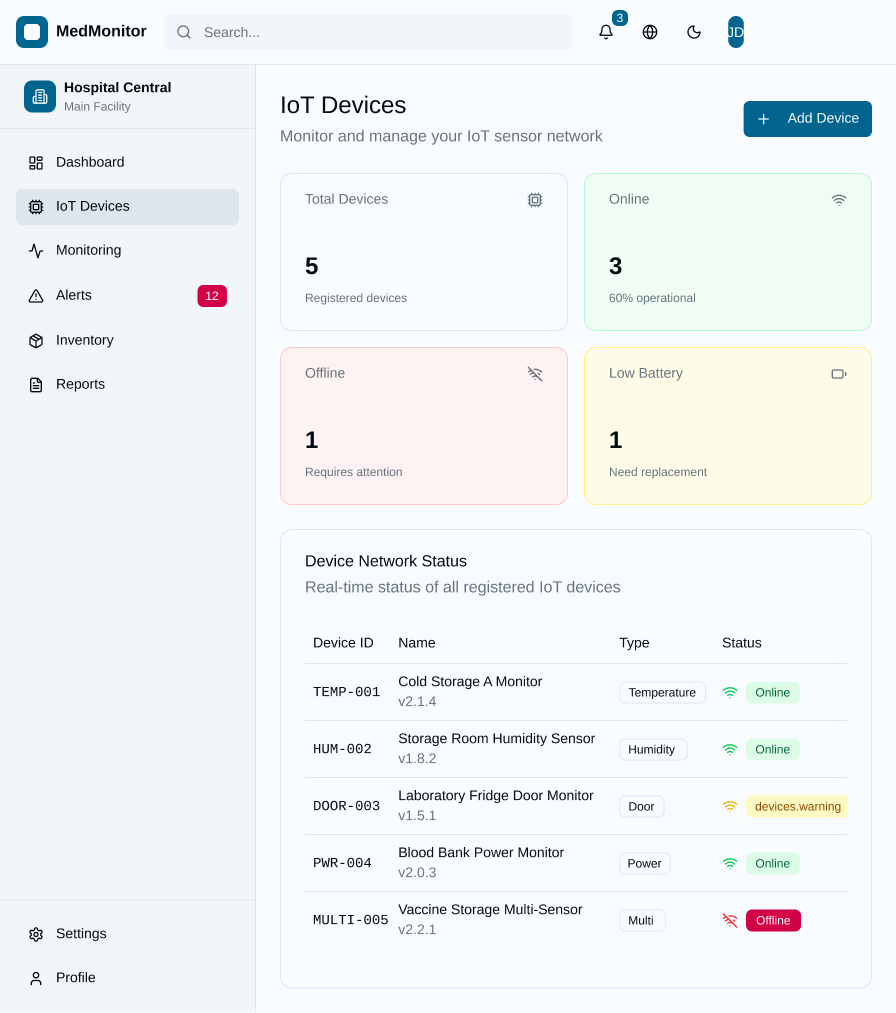 MedMonitor
Search...
3
JD
Hospital Central
Main Facility
Dashboard
IoT Devices
Monitoring
Alerts
12
Inventory
Reports
Settings
Profile
IoT Devices
Monitor and manage your IoT sensor network
Add Device
Total Devices
5
Registered devices
Online
3
60% operational
Offline
1
Requires attention
Low Battery
1
Need replacement
Device Network Status
Real-time status of all registered IoT devices
Device ID Name Type Status
TEMP-001 Cold Storage A Monitor Temperature Online
v2.1.4
HUM-002 Storage Room Humidity Sensor Humidity Online
v1.8.2
DOOR-003 Laboratory Fridge Door Monitor Door devices.warning
v1.5.1
PWR-004 Blood Bank Power Monitor Power Online
v2.0.3
MULTI-005 Vaccine Storage Multi-Sensor Multi Offline
v2.2.1